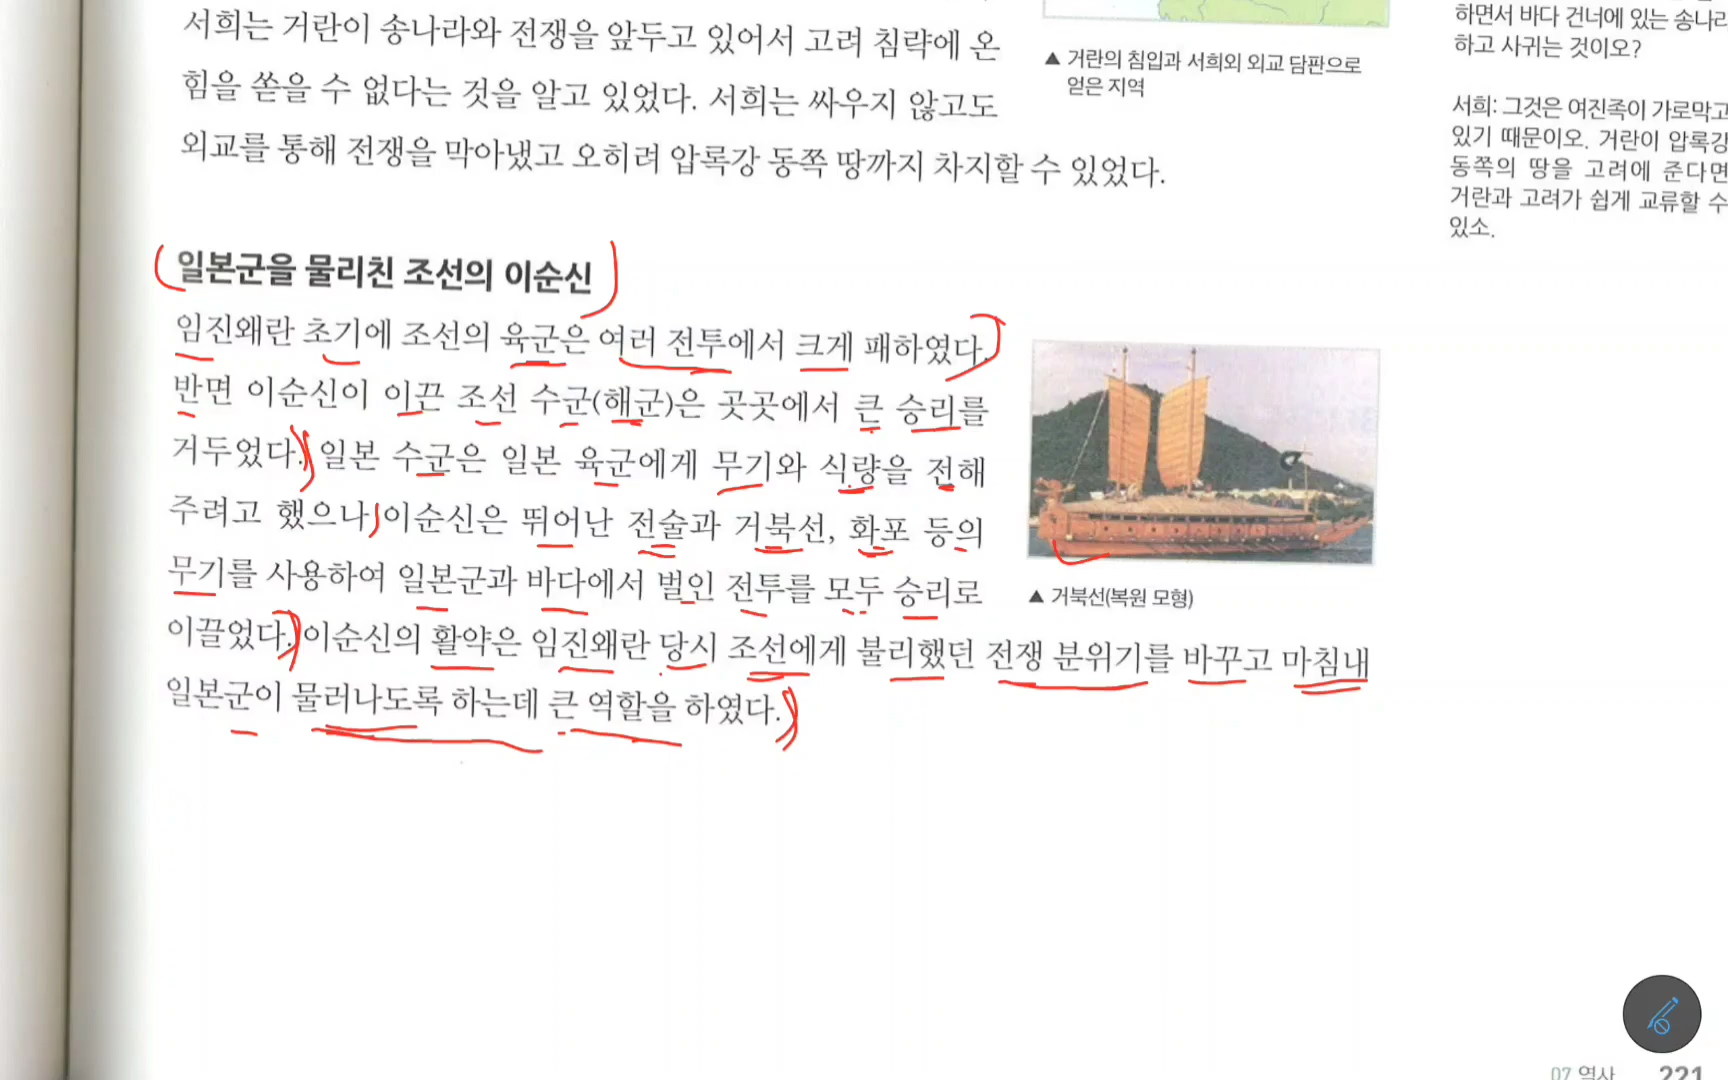 서희는 거란이 송나라와 전쟁을 앞두고 있어서 고려 침략에 온
힘을 쏟을 수 없다는 것을 알고 있었다. 서희는 싸우지 않고도
외교를 통해 전쟁을 막아냈고 오히려 압록강 동쪽 땅까지 차지할 수 있었다.
▲ 거란의 침입과 서희외 외교 담판으로
얻은 지역
하면서 바다 건너에 있는 송나라
하고 사귀는 것이오?
서희: 그것은 여진족이 가로막고
있기 때문이오. 거란이 압록강
동쪽의 땅을 고려에 준다면
거란과 고려가 쉽게 교류할 수
있소.
일본군을 물리친 조선의 이순신
임진왜란 초기에 조선의 육군은 여러 전투에서 크게 패하였다.
반면 이순신이 이끈 조선 수군(해군)은 곳곳에서 큰 승리를
거두었다. 일본 수군은 일본 육군에게 무기와 식량을 전해
주려고 했으나 이순신은 뛰어난 전술과 거북선, 화포 등의
무기를 사용하여 일본군과 바다에서 벌인 전투를 모두 승리로
이끌었다. 이순신의 활약은 임진왜란 당시 조선에게 불리했던 전쟁 분위기를 바꾸고 마침내
일본군이 물러나도록 하는데 큰 역할을 하였다.
▲ 거북선(복원 모형)
07 역사 221